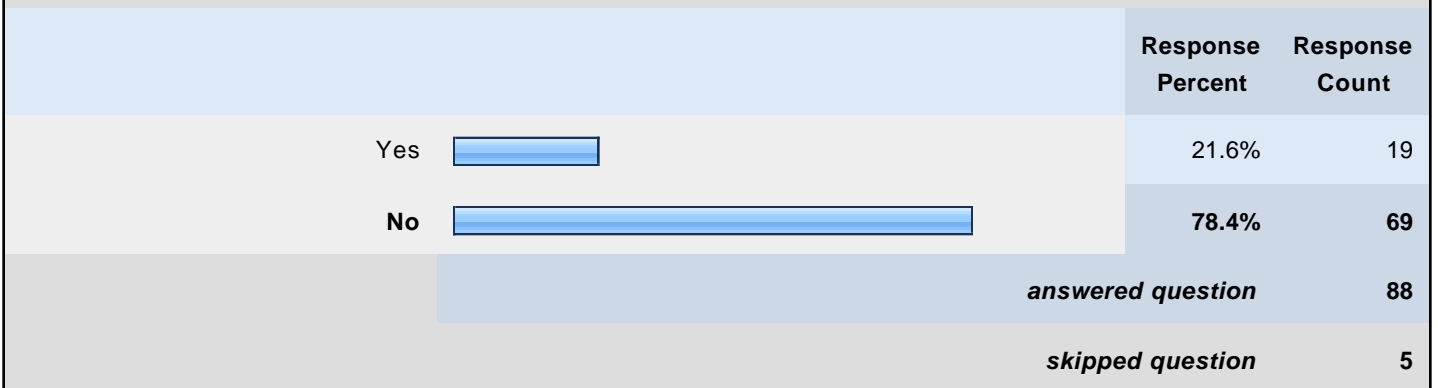 Response Response
Percent Count
Yes 21.6% 19
No 78.4% 69
answered question 88
skipped question 5